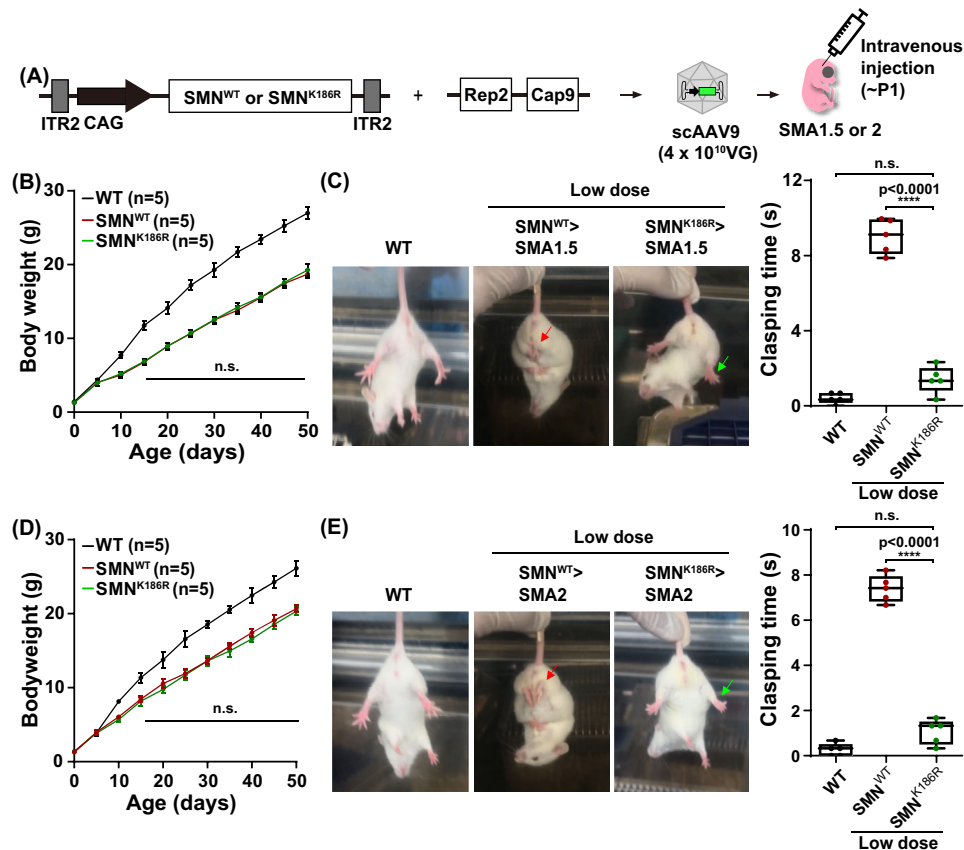 (A)
SMN^WT or SMN^K186R
ITR2 CAG
ITR2
+
Rep2
Cap9
scAAV9
(4 x 10^10VG)
Intravenous
injection
(~P1)
SMA1.5 or 2
(B)
Body weight (g)
30
20
10
0
WT (n=5)
SMN^WT (n=5)
SMN^K186R (n=5)
n.s.
0 10 20 30 40 50
Age (days)
(C)
Low dose
WT
SMN^WT>
SMA1.5
SMN^K186R>
SMA1.5
Clasping time (s)
12
8
4
0
n.s.
p<0.0001
****
WT
SMN^WT
SMN^K186R
Low dose
(D)
Bodyweight (g)
30
20
10
0
WT (n=5)
SMN^WT (n=5)
SMN^K186R (n=5)
n.s.
0 10 20 30 40 50
Age (days)
(E)
Low dose
WT
SMN^WT>
SMA2
SMN^K186R>
SMA2
Clasping time (s)
10
8
6
4
2
0
n.s.
p<0.0001
****
WT
SMN^WT
SMN^K186R
Low dose